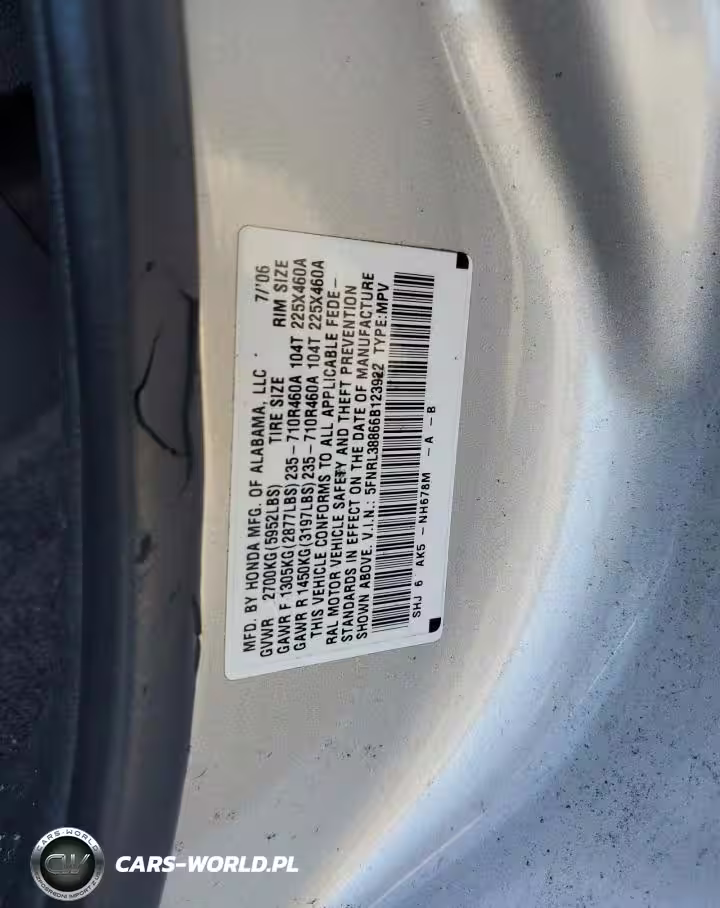 MFD. BY HONDA MFG. OF ALABAMA, LLC 7/'06
GVWR 2700KG(5952LBS) TIRE SIZE RIM SIZE
GAWR F 1305KG(2877LBS) 235-710R460A 104T 225X460A
GAWR R 1450KG(3197LBS) 235-710R460A 104T 225X460A
THIS VEHICLE CONFORMS TO ALL APPLICABLE FEDE-
RAL MOTOR VEHICLE SAFETY AND THEFT PREVENTION
STANDARDS IN EFFECT ON THE DATE OF MANUFACTURE
SHOWN ABOVE. V.I.N.: 5FNRL38866B123922 TYPE:MPV
SHJ 6 AK5 -NH678M -A -B
CARS-WORLD
CW
CARS-WORLD.PL